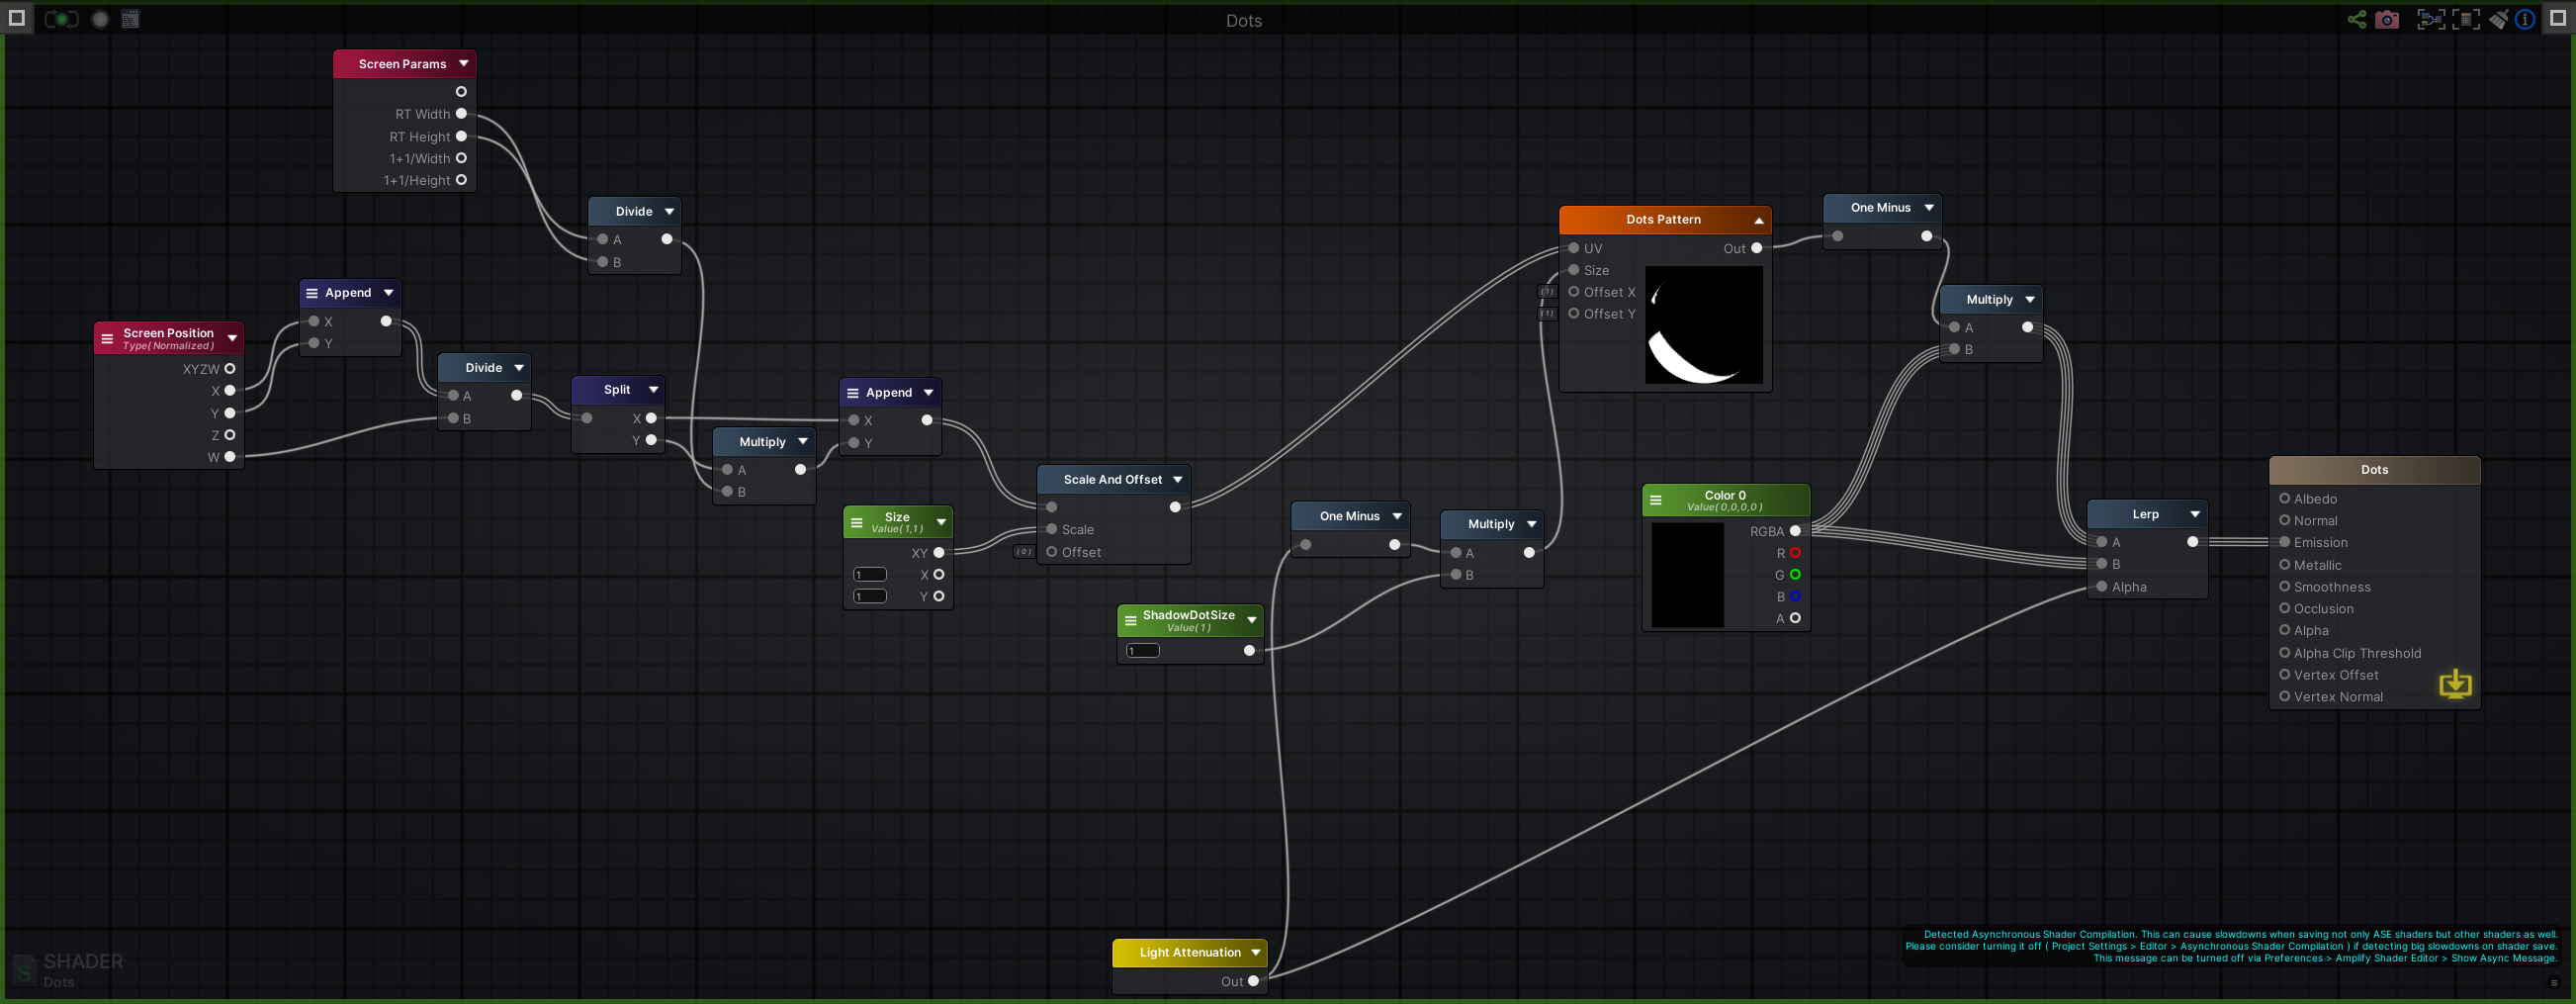 Dots
Screen Params
RT Width
RT Height
1+1/Width
1+1/Height
Divide
A
B
Append
X
Y
Screen Position
Type( Normalized )
XYZW
X
Y
Z
W
Divide
A
B
Split
X
Y
Multiply
A
B
Append
X
Y
Size
Value( 1,1 )
XY
1 X
1 Y
Scale And Offset
Scale
( 0 ) Offset
ShadowDotSize
Value( 1 )
1
One Minus
Multiply
A
B
Dots Pattern
UV Out
Size
( 1 ) Offset X
( 1 ) Offset Y
One Minus
Multiply
A
B
Color 0
Value( 0,0,0,0 )
RGBA
R
G
B
A
Lerp
A
B
Alpha
Dots
Albedo
Normal
Emission
Metallic
Smoothness
Occlusion
Alpha
Alpha Clip Threshold
Vertex Offset
Vertex Normal
Light Attenuation
Out
SHADER
Dots
Detected Asynchronous Shader Compilation. This can cause slowdowns when saving not only ASE shaders but other shaders as well.
Please consider turning it off ( Project Settings > Editor > Asynchronous Shader Compilation ) if detecting big slowdowns on shader save.
This message can be turned off via Preferences > Amplify Shader Editor > Show Async Message.